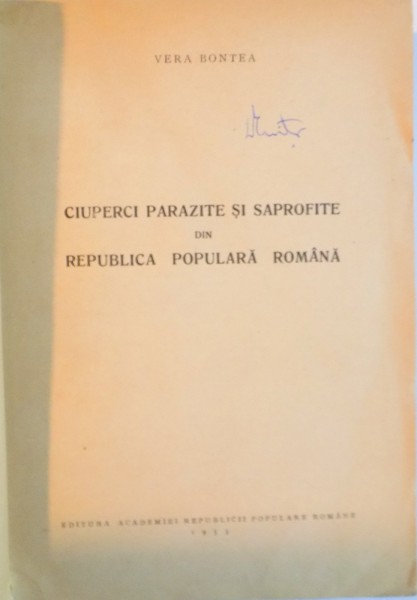 VERA BONTEA
CIUPERCI PARAZITE ȘI SAPROFITE
DIN
REPUBLICA POPULARĂ ROMÂNĂ
EDITURA ACADEMIEI REPUBLICII POPULARE ROMÂNE